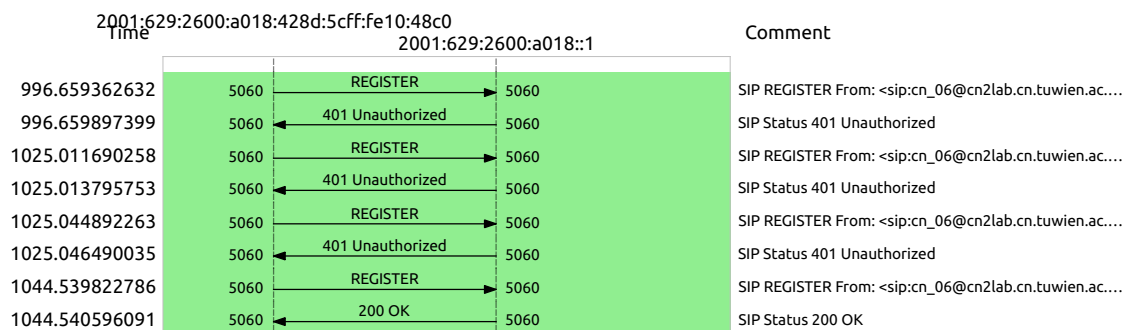 2001:629:2600:a018:428d:5cff:fe10:48c0
Time 2001:629:2600:a018::1 Comment
996.659362632 5060 REGISTER 5060 SIP REGISTER From: <sip:cn_06@cn2lab.cn.tuwien.ac.…
996.659897399 5060 401 Unauthorized 5060 SIP Status 401 Unauthorized
1025.011690258 5060 REGISTER 5060 SIP REGISTER From: <sip:cn_06@cn2lab.cn.tuwien.ac.…
1025.013795753 5060 401 Unauthorized 5060 SIP Status 401 Unauthorized
1025.044892263 5060 REGISTER 5060 SIP REGISTER From: <sip:cn_06@cn2lab.cn.tuwien.ac.…
1025.046490035 5060 401 Unauthorized 5060 SIP Status 401 Unauthorized
1044.539822786 5060 REGISTER 5060 SIP REGISTER From: <sip:cn_06@cn2lab.cn.tuwien.ac.…
1044.540596091 5060 200 OK 5060 SIP Status 200 OK